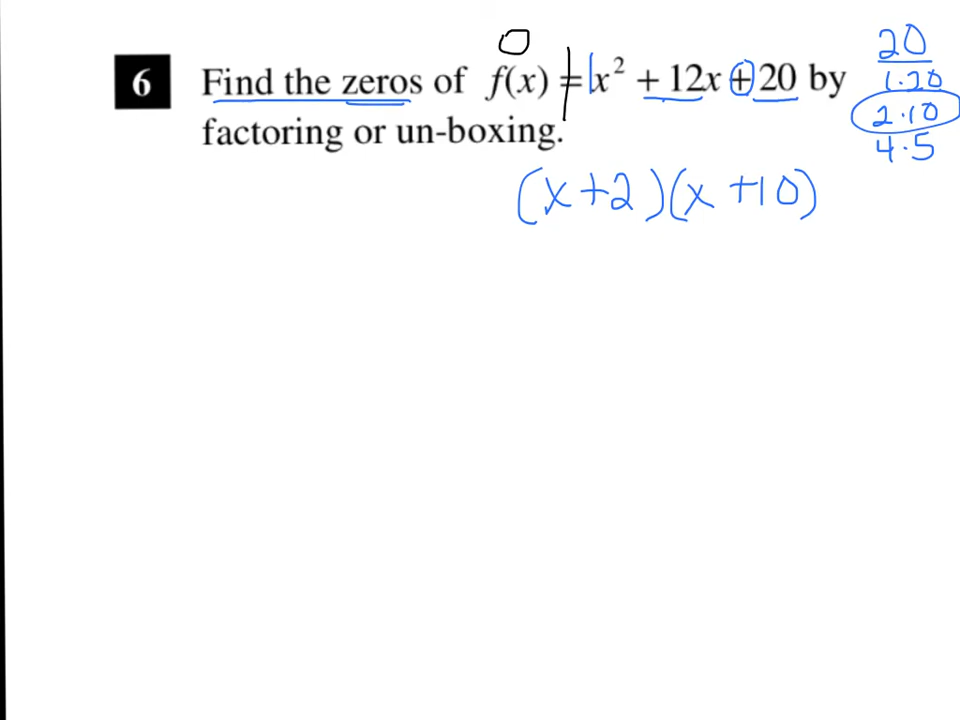 0
6 Find the zeros of f(x) = x² + 12x + 20 by
factoring or un-boxing.
20
1·20
2·10
4·5
(x+2)(x+10)